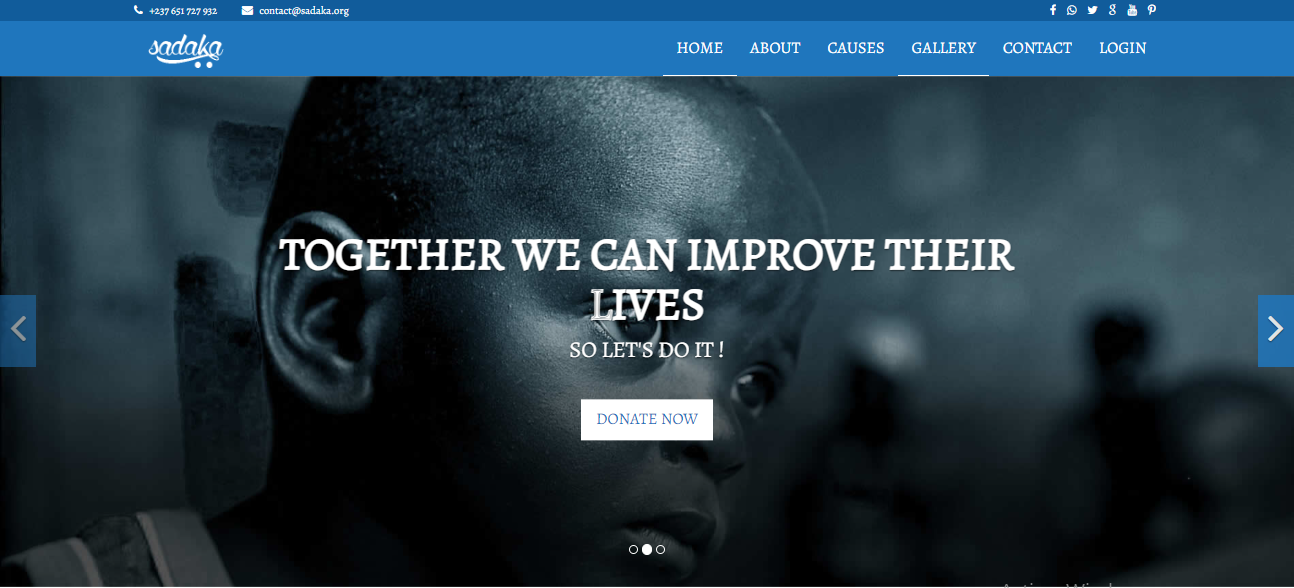 +237 651 727 932 contact@sadaka.org
sadaka
HOME ABOUT CAUSES GALLERY CONTACT LOGIN
TOGETHER WE CAN IMPROVE THEIR
LIVES
SO LET'S DO IT !
DONATE NOW